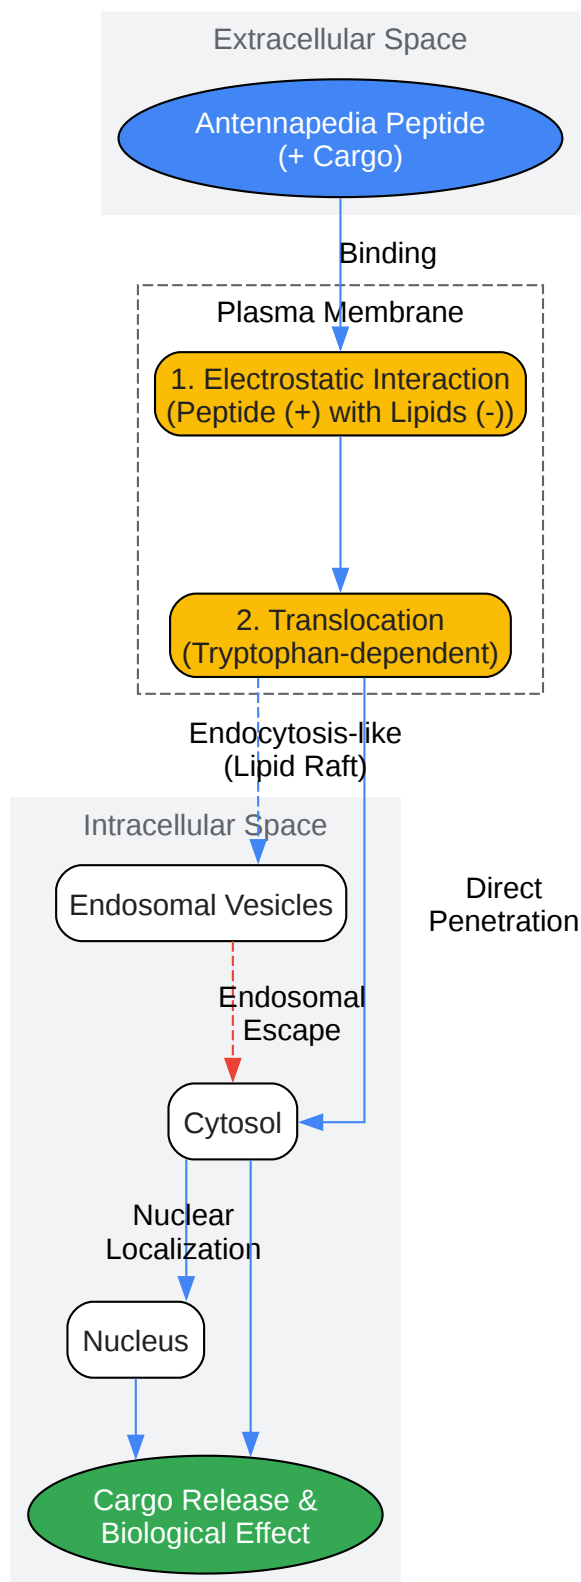 Extracellular Space
Antennapedia Peptide
(+ Cargo)
Binding
Plasma Membrane
1. Electrostatic Interaction
(Peptide (+) with Lipids (-))
2. Translocation
(Tryptophan-dependent)
Endocytosis-like
(Lipid Raft)
Intracellular Space
Endosomal Vesicles
Direct
Penetration
Endosomal
Escape
Cytosol
Nuclear
Localization
Nucleus
Cargo Release &
Biological Effect